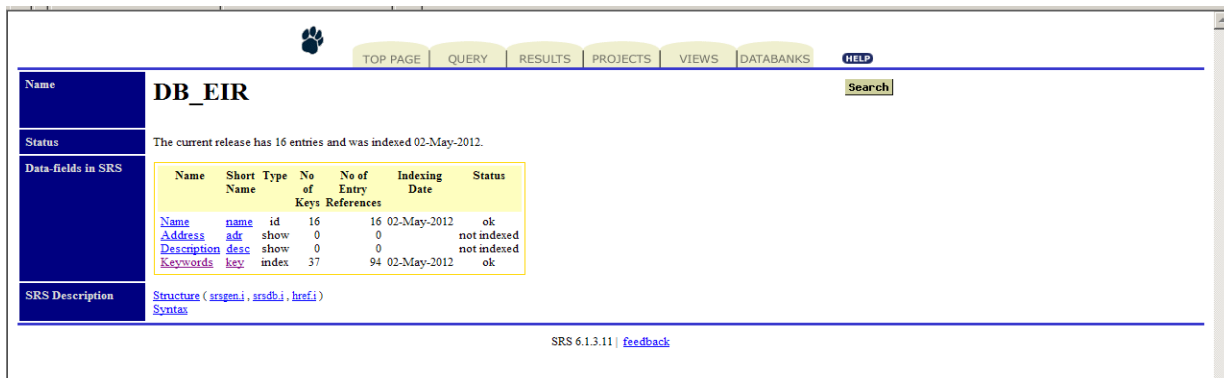 TOP PAGE QUERY RESULTS PROJECTS VIEWS DATABANKS HELP
Name DB_EIR Search
Status The current release has 16 entries and was indexed 02-May-2012.
Data-fields in SRS
Name Short Name Type No of Keys No of Entry References Indexing Date Status
Name name id 16 16 02-May-2012 ok
Address adr show 0 0 not indexed
Description desc show 0 0 not indexed
Keywords key index 37 94 02-May-2012 ok
SRS Description Structure ( srsgen.i , srsdb.i , href.i )
Syntax
SRS 6.1.3.11 | feedback